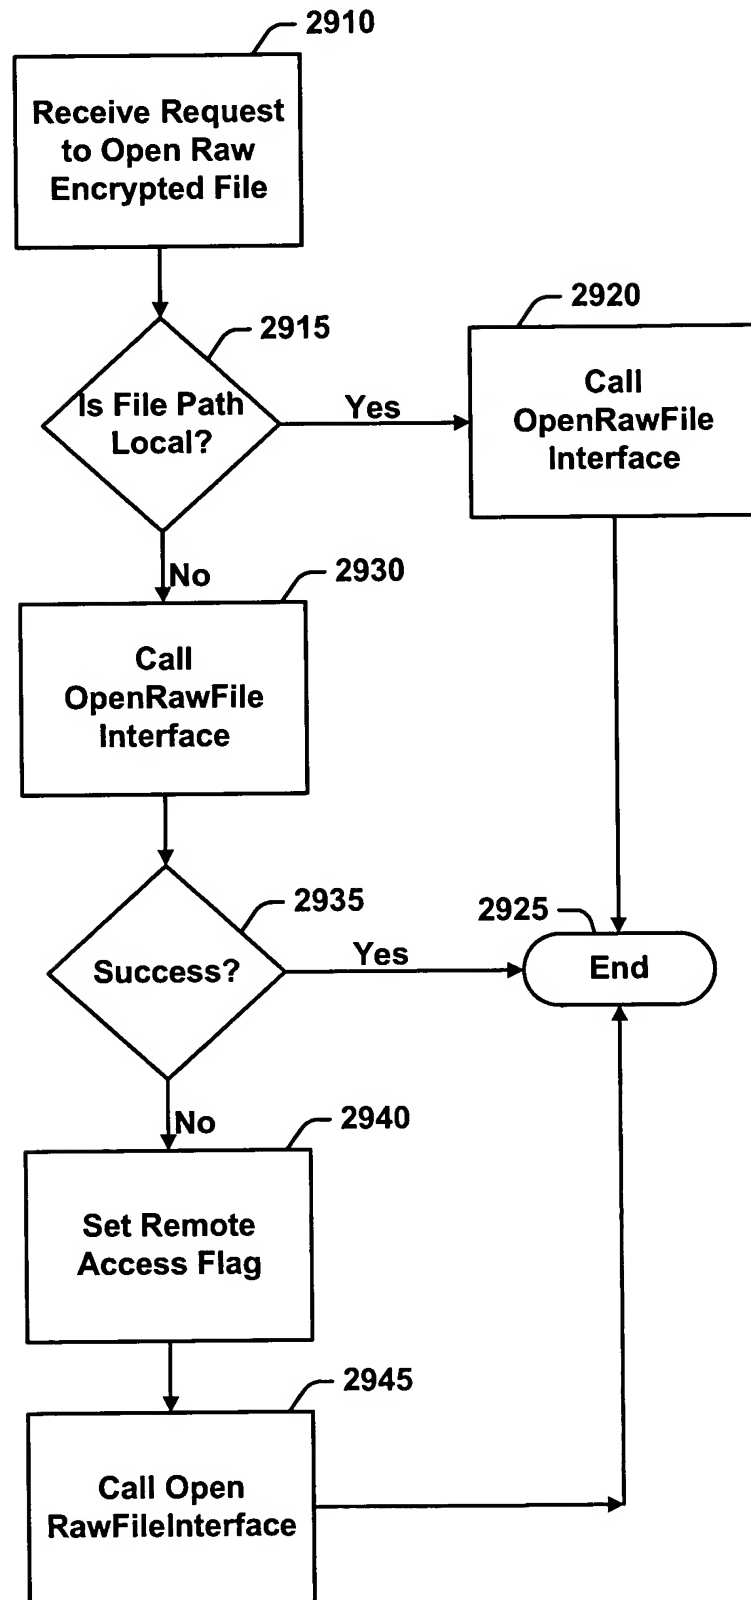 2910
Receive Request
to Open Raw
Encrypted File
2915
Is File Path
Local?
Yes
2920
Call
OpenRawFile
Interface
No
2930
Call
OpenRawFile
Interface
2935
Success?
Yes
2925
End
No
2940
Set Remote
Access Flag
2945
Call Open
RawFileInterface